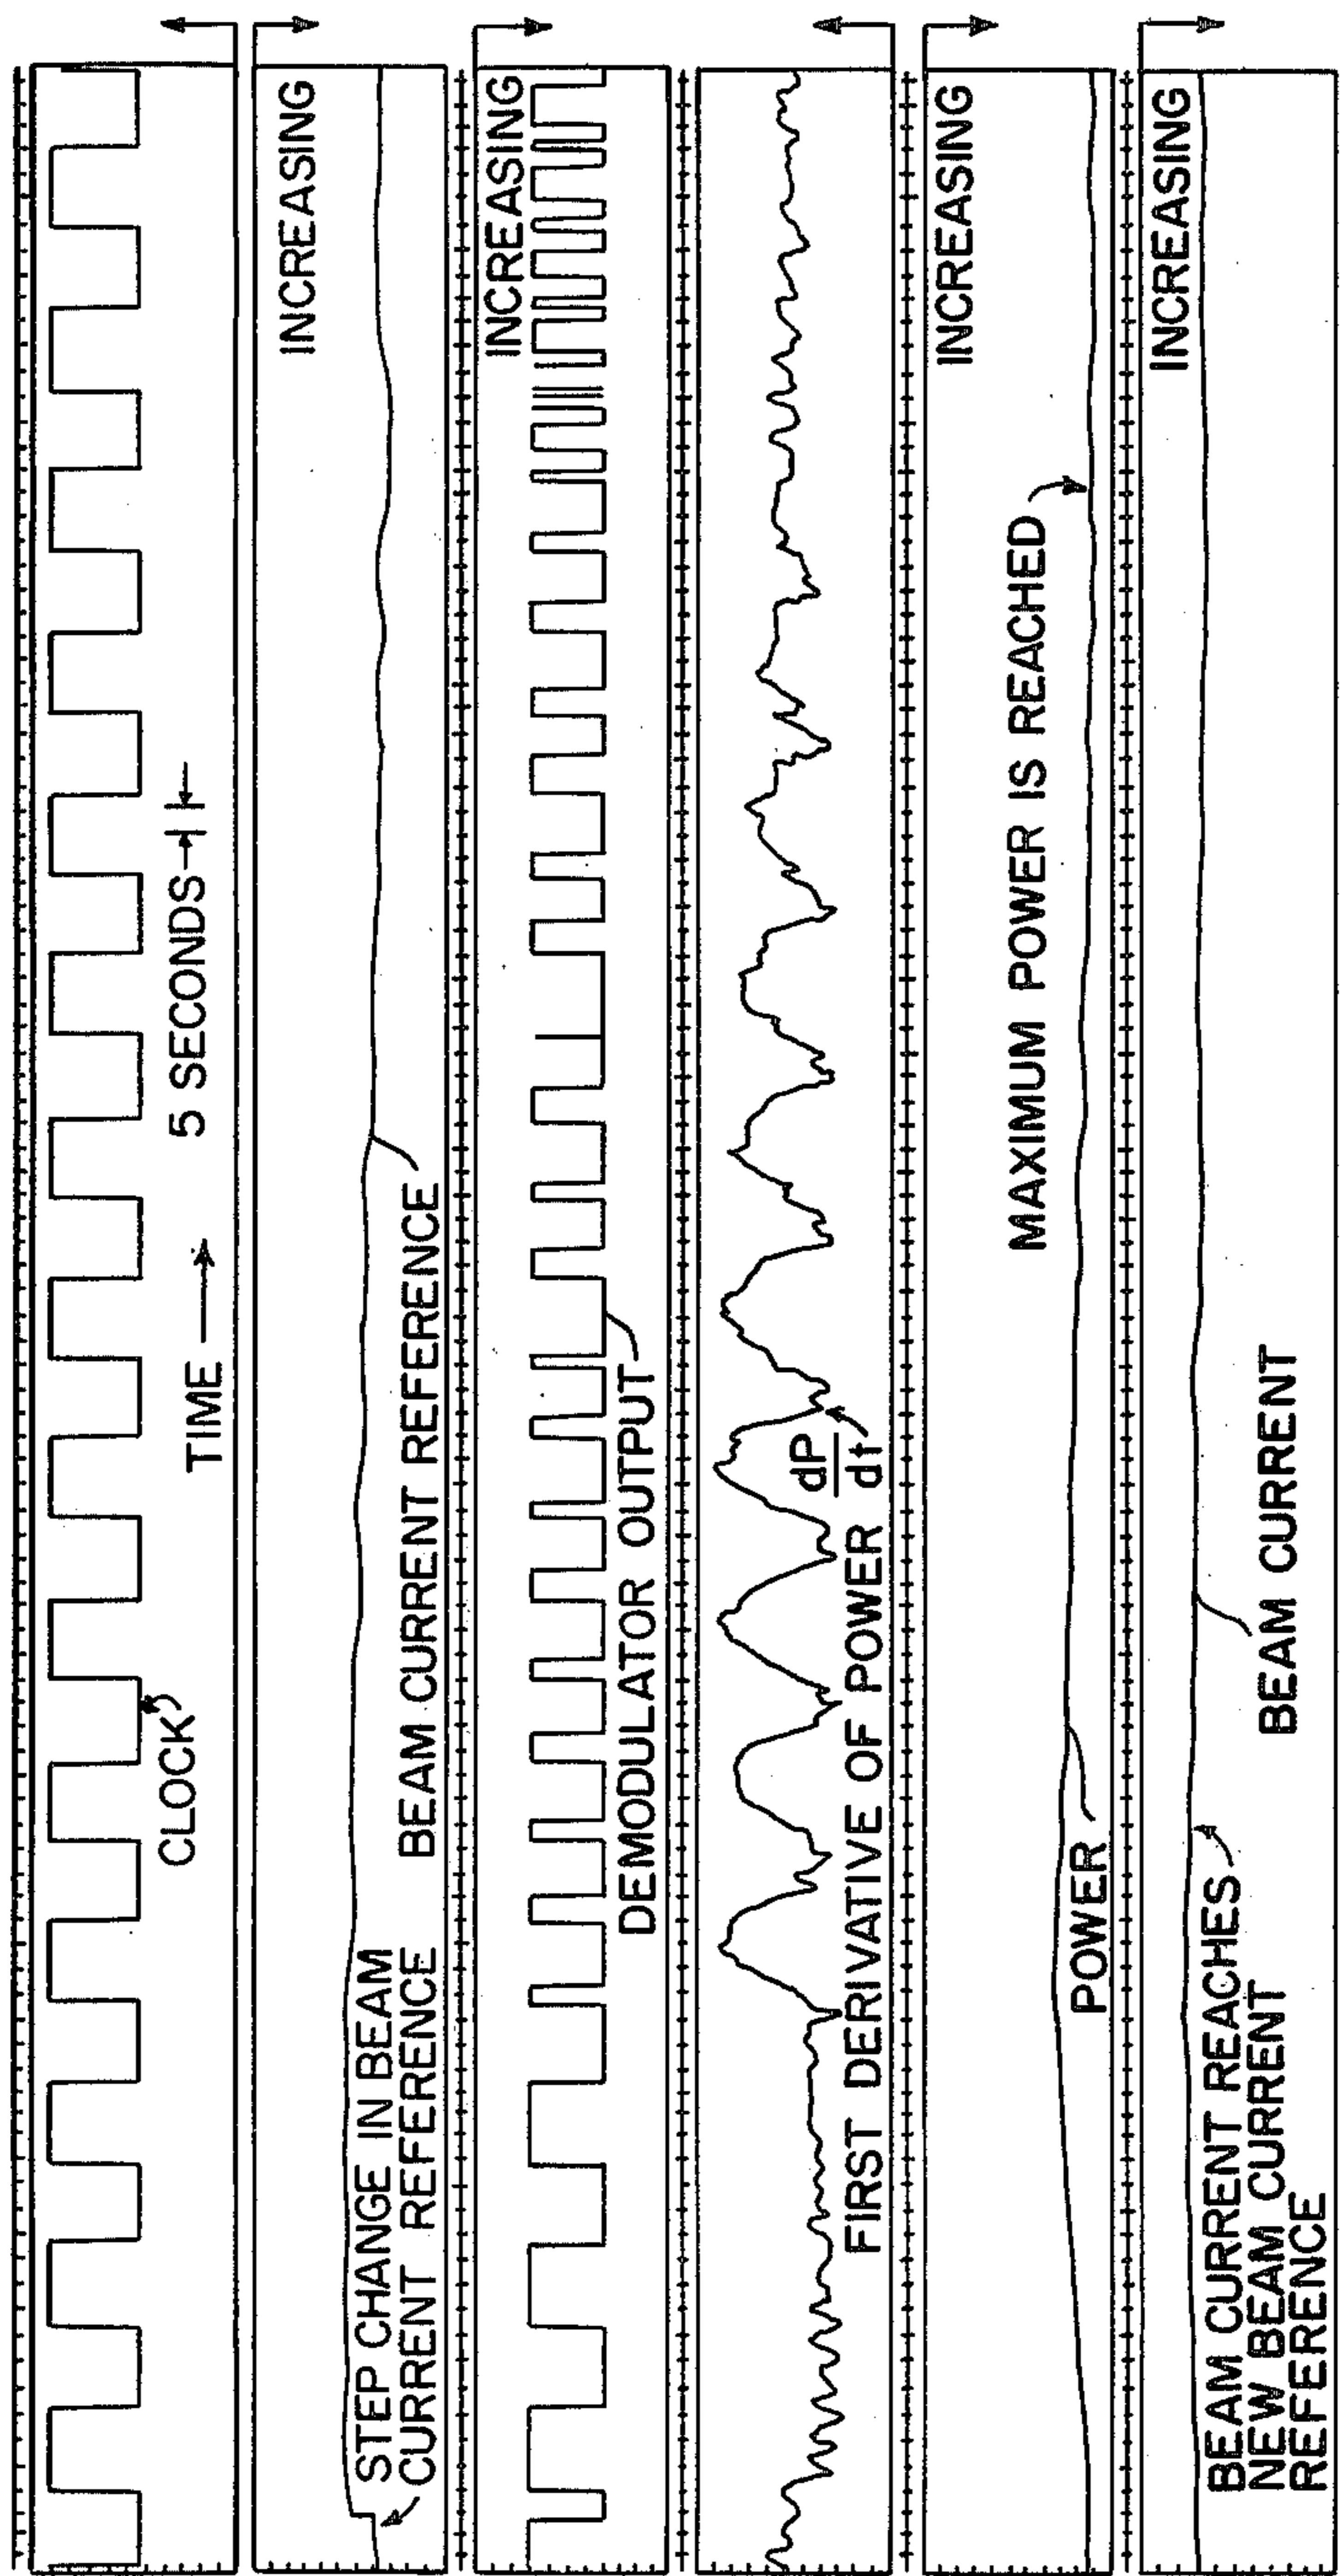 CLOCK
TIME
5 SECONDS
STEP CHANGE IN BEAM
CURRENT REFERENCE
BEAM CURRENT REFERENCE
INCREASING
DEMODULATOR OUTPUT
INCREASING
FIRST DERIVATIVE OF POWER
dP
dt
POWER
MAXIMUM POWER IS REACHED
INCREASING
BEAM CURRENT REACHES
NEW BEAM CURRENT
REFERENCE
BEAM CURRENT
INCREASING